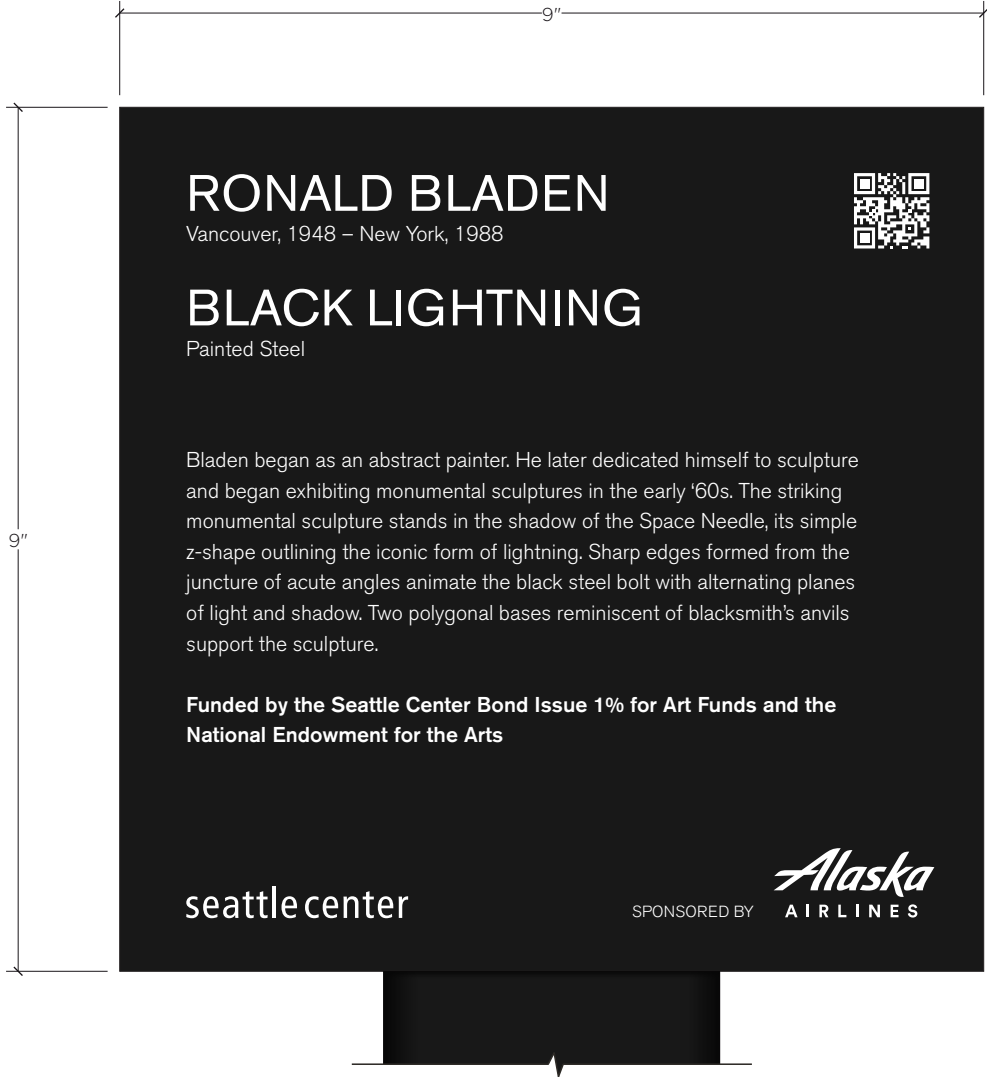 9"
RONALD BLADEN
Vancouver, 1948 – New York, 1988
BLACK LIGHTNING
Painted Steel
Bladen began as an abstract painter. He later dedicated himself to sculpture
and began exhibiting monumental sculptures in the early ‘60s. The striking
monumental sculpture stands in the shadow of the Space Needle, its simple
z-shape outlining the iconic form of lightning. Sharp edges formed from the
juncture of acute angles animate the black steel bolt with alternating planes
of light and shadow. Two polygonal bases reminiscent of blacksmith’s anvils
support the sculpture.
9"
Funded by the Seattle Center Bond Issue 1% for Art Funds and the
National Endowment for the Arts
seattle center
SPONSORED BY
Alaska
AIRLINES